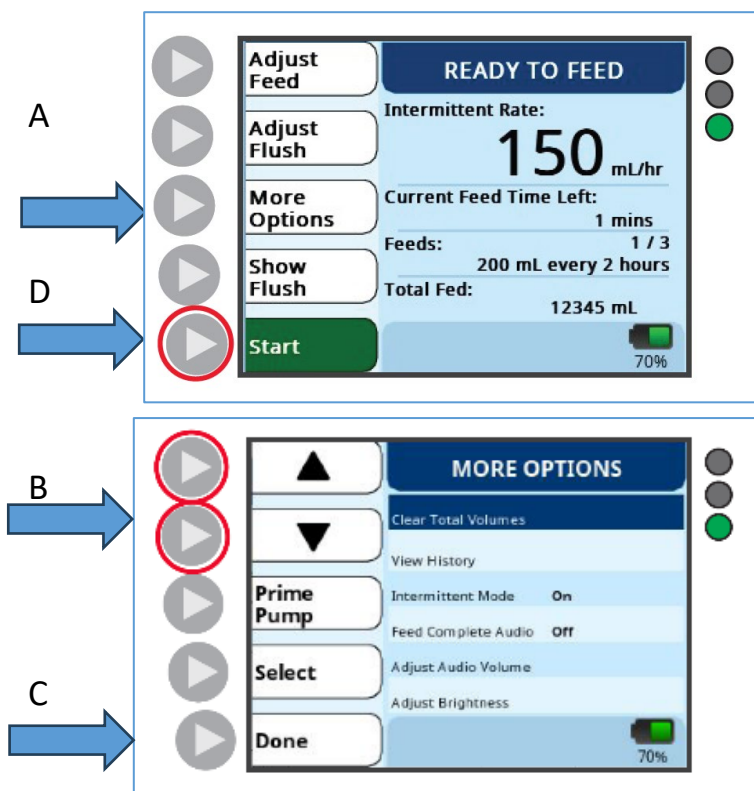 A
D
Adjust
Feed
Adjust
Flush
More
Options
Show
Flush
Start
READY TO FEED
Intermittent Rate:
150 mL/hr
Current Feed Time Left:
1 mins
Feeds: 1 / 3
200 mL every 2 hours
Total Fed:
12345 mL
70%
B
C
Prime
Pump
Select
Done
MORE OPTIONS
Clear Total Volumes
View History
Intermittent Mode On
Feed Complete Audio Off
Adjust Audio Volume
Adjust Brightness
70%